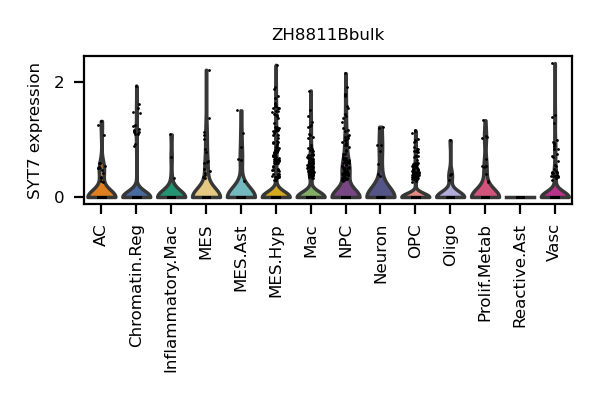 ZH8811Bbulk
SYT7 expression
2
0
AC
Chromatin.Reg
Inflammatory.Mac
MES
MES.Ast
MES.Hyp
Mac
NPC
Neuron
OPC
Oligo
Prolif.Metab
Reactive.Ast
Vasc